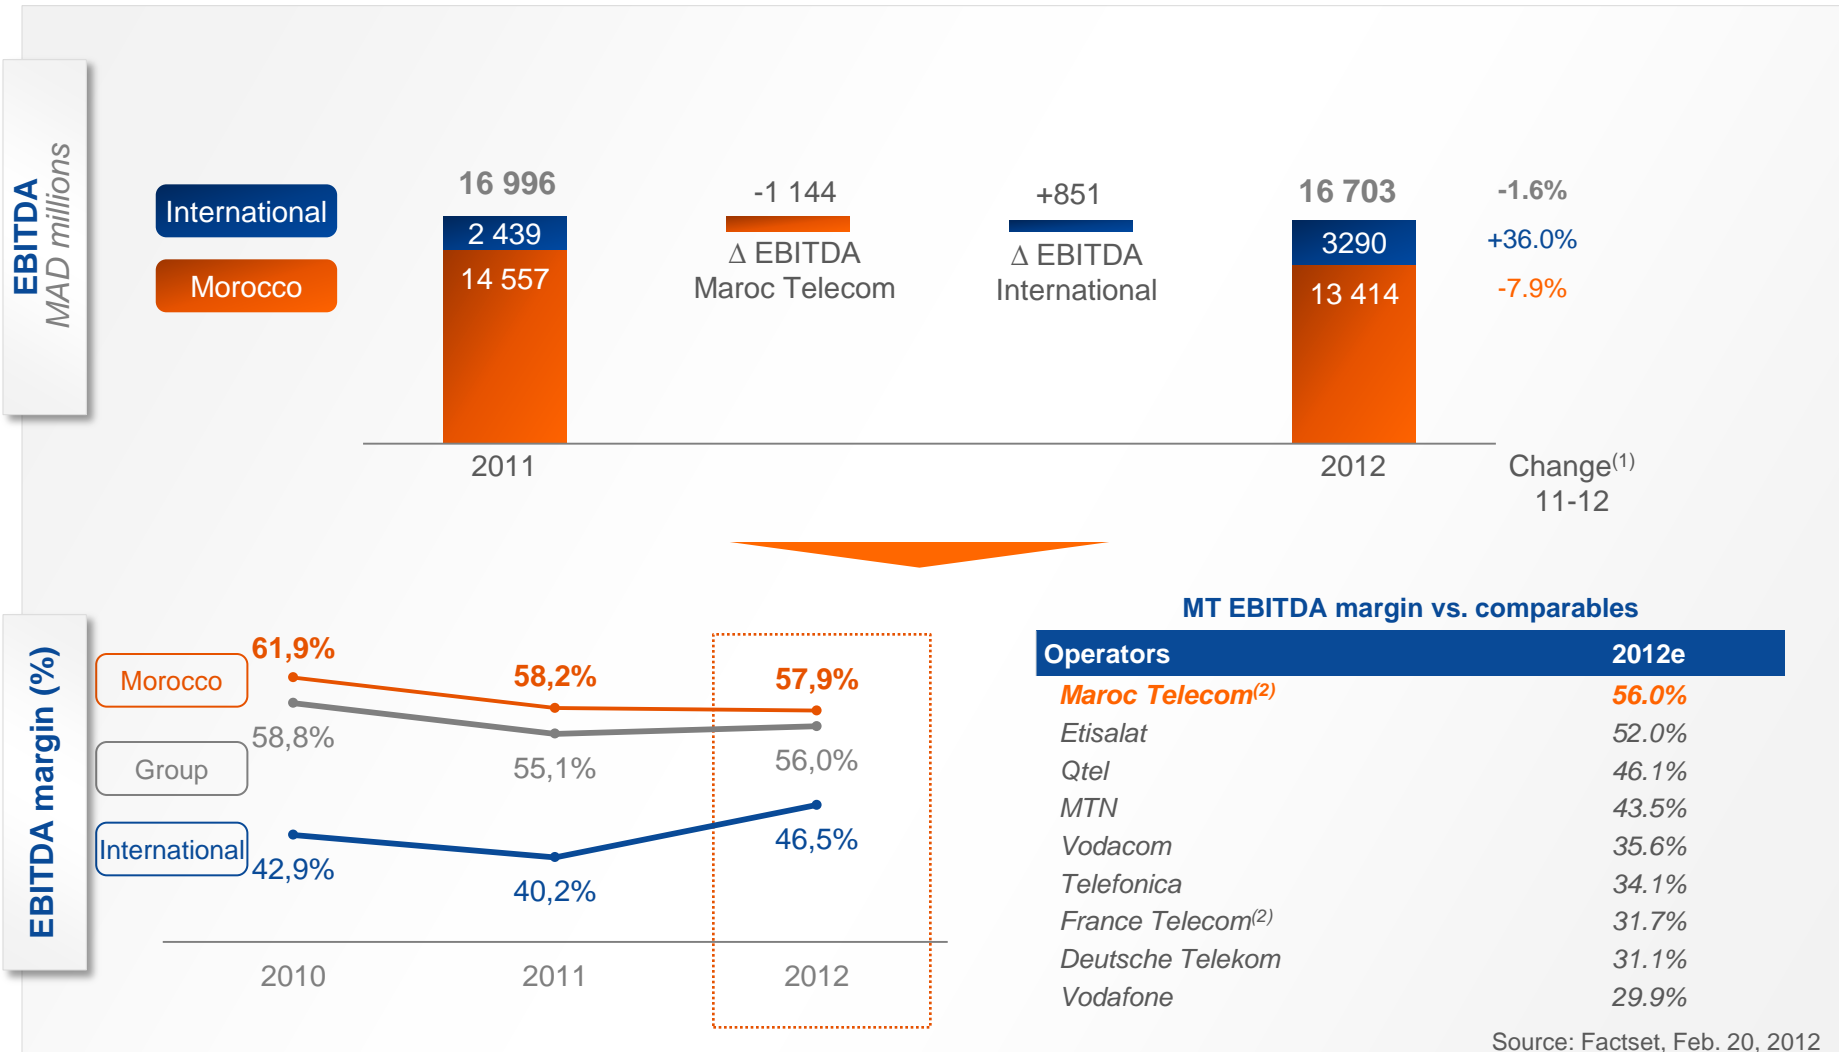 EBITDA
MAD millions
International
Morocco
16 996
2 439
14 557
-1 144
∆ EBITDA
Maroc Telecom
+851
∆ EBITDA
International
16 703
3290
13 414
-1.6%
+36.0%
-7.9%
2011
2012
Change(1)
11-12
EBITDA margin (%)
Morocco
Group
International
61,9%
58,2%
57,9%
58,8%
55,1%
56,0%
42,9%
40,2%
46,5%
2010
2011
2012
MT EBITDA margin vs. comparables
Operators 2012e
Maroc Telecom(2) 56.0%
Etisalat 52.0%
Qtel 46.1%
MTN 43.5%
Vodacom 35.6%
Telefonica 34.1%
France Telecom(2) 31.7%
Deutsche Telekom 31.1%
Vodafone 29.9%
Source: Factset, Feb. 20, 2012